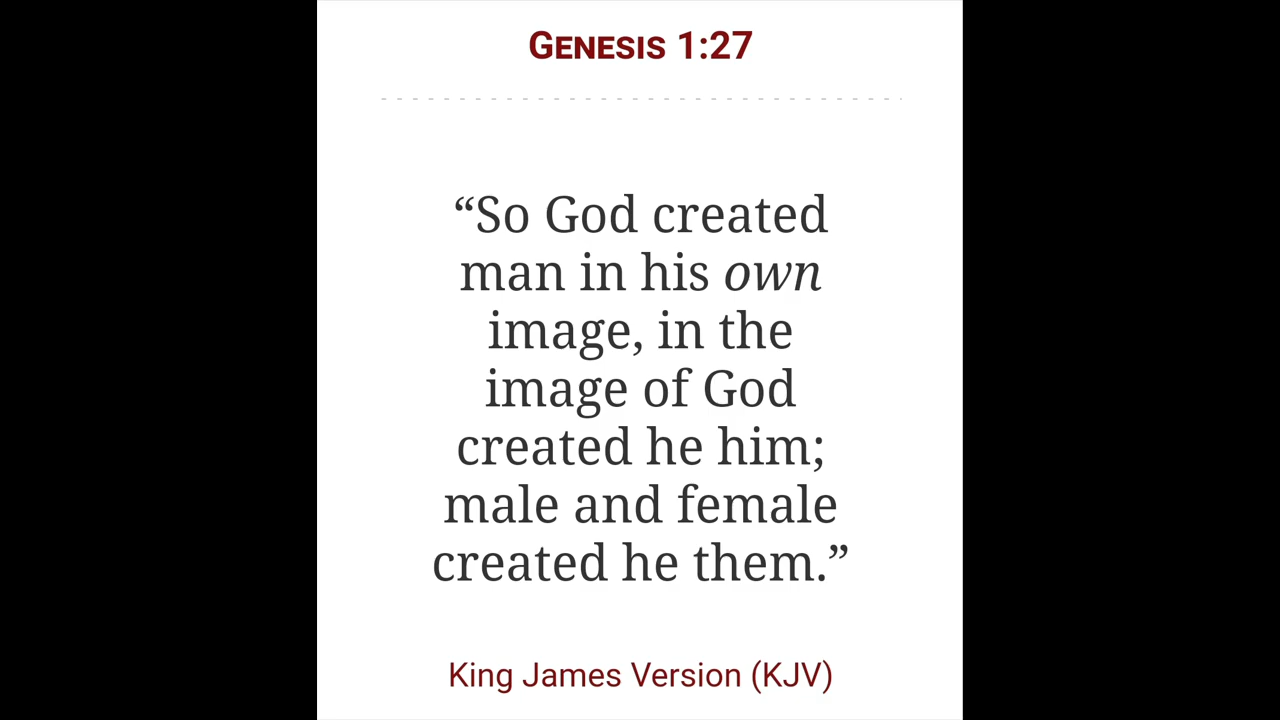 GENESIS 1:27
“So God created
man in his own
image, in the
image of God
created he him;
male and female
created he them.”
King James Version (KJV)